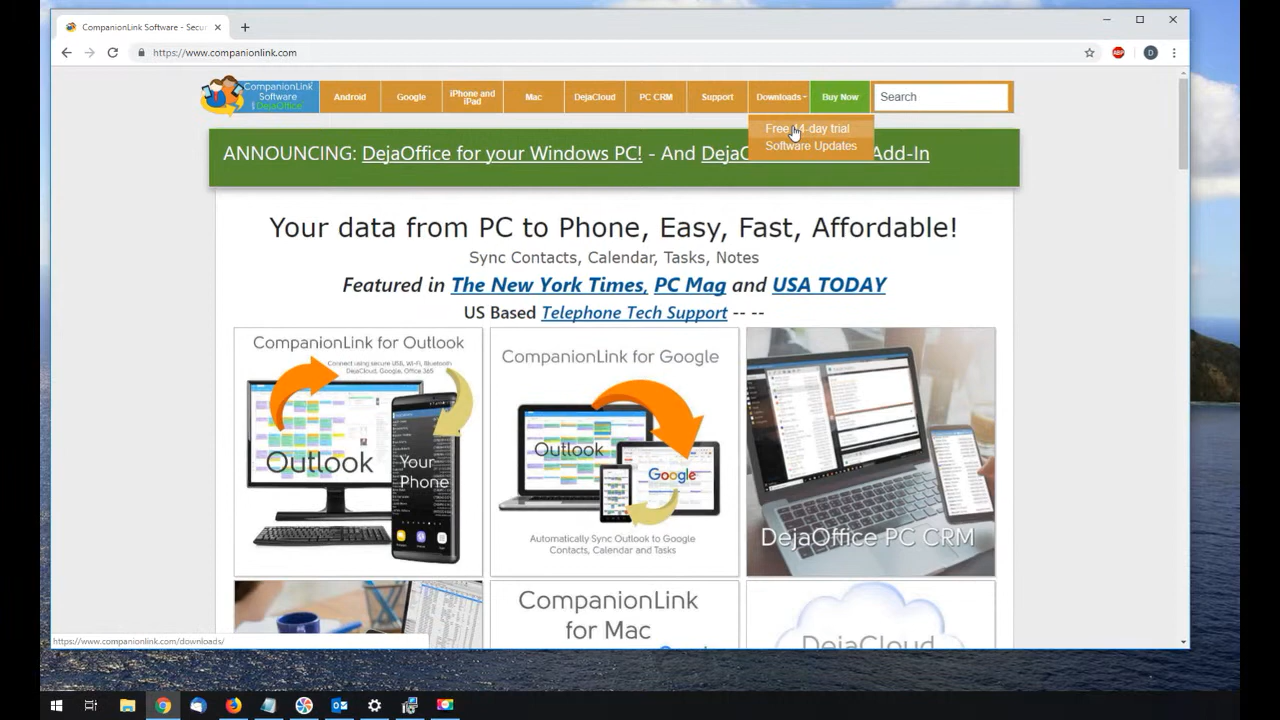 CompanionLink Software - Secur
https://www.companionlink.com
ABP
D
CompanionLink
Software
DejaOffice
Android
Google
iPhone and
iPad
Mac
DejaCloud
PC CRM
Support
Downloads
Buy Now
Search
Free 14-day trial
Software Updates
ANNOUNCING: DejaOffice for your Windows PC! - And DejaC Add-In
Your data from PC to Phone, Easy, Fast, Affordable!
Sync Contacts, Calendar, Tasks, Notes
Featured in The New York Times, PC Mag and USA TODAY
US Based Telephone Tech Support -- --
CompanionLink for Outlook
Connect using secure USB, Wi-Fi, Bluetooth
DejaCloud, Google, Office 365
Outlook
Your
Phone
CompanionLink for Google
Outlook
Google
Automatically Sync Outlook to Google
Contacts, Calendar and Tasks
DejaOffice PC CRM
CompanionLink
for Mac
DejaCloud
https://www.companionlink.com/downloads/